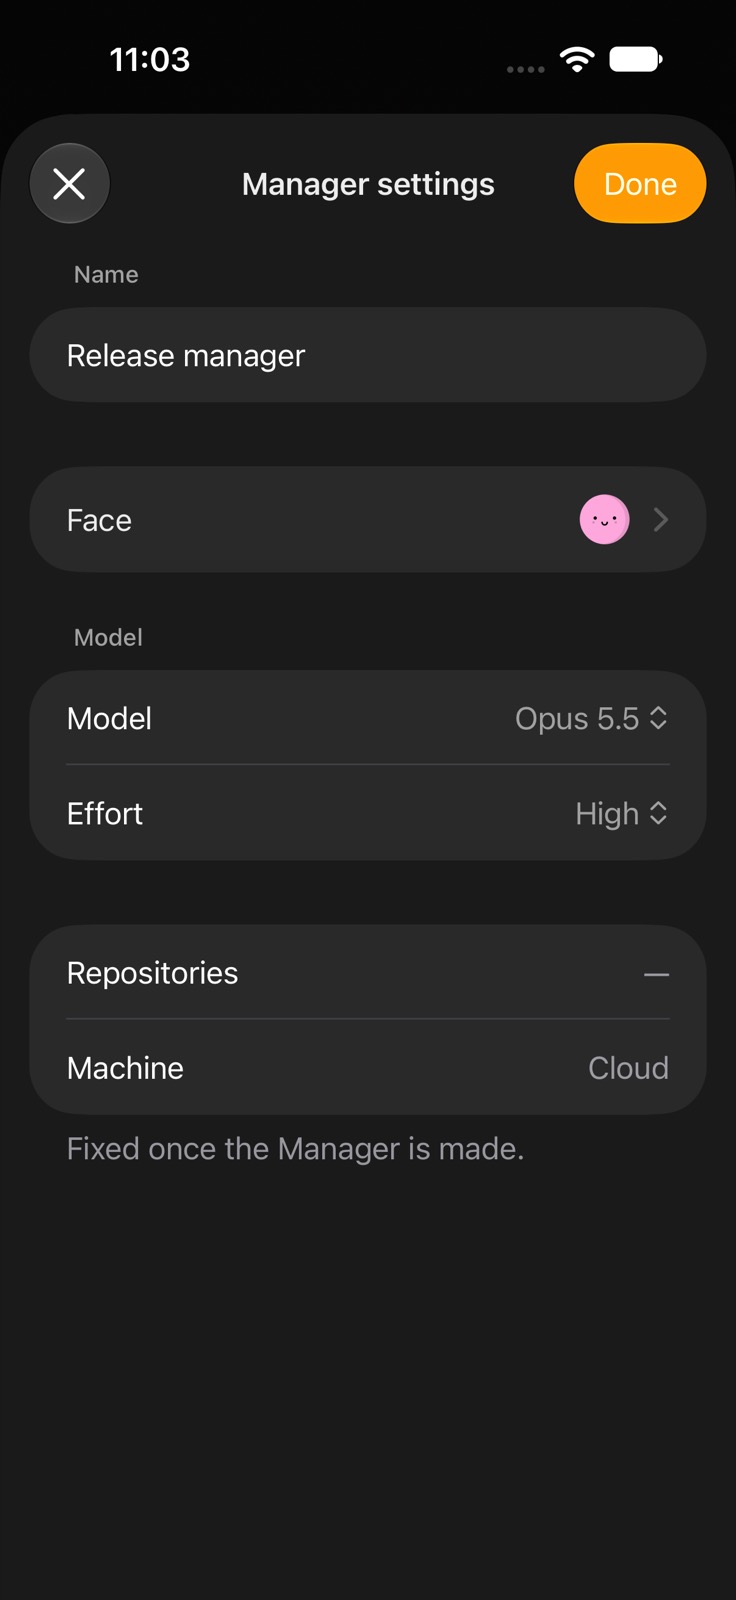 11:03
Manager settings
Done
Name
Release manager
Face
Model
Model
Opus 5.5
Effort
High
Repositories
—
Machine
Cloud
Fixed once the Manager is made.